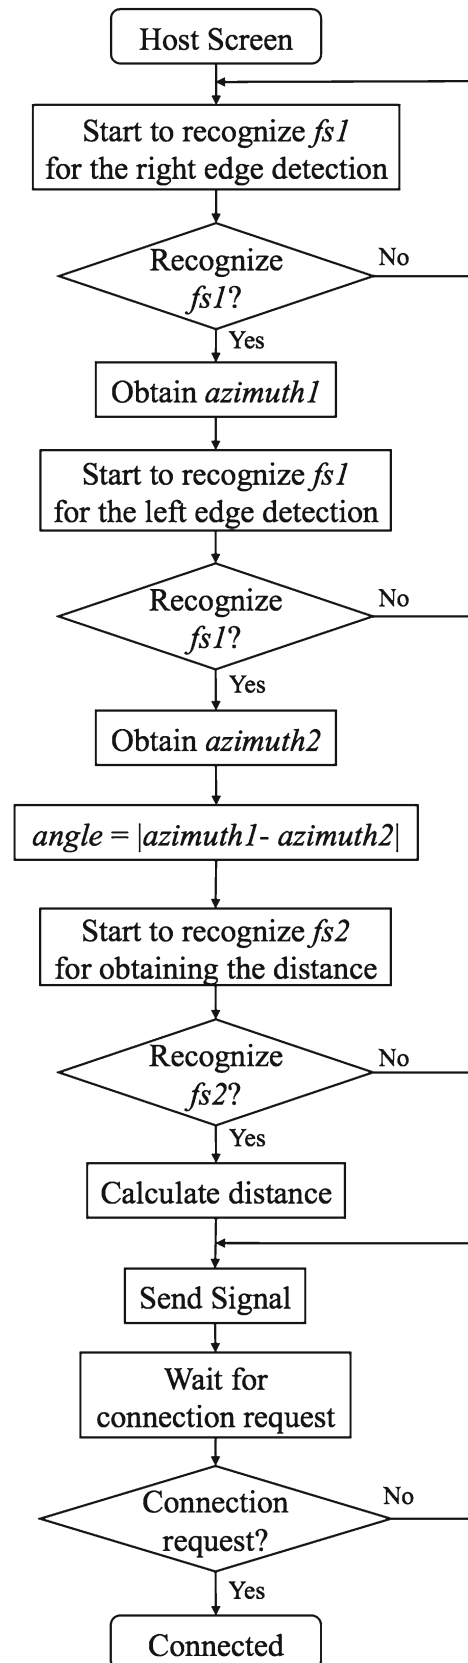 Host Screen
Start to recognize fs1
for the right edge detection
Recognize
fs1?
No
Yes
Obtain azimuth1
Start to recognize fs1
for the left edge detection
Recognize
fs1?
No
Yes
Obtain azimuth2
angle = |azimuth1- azimuth2|
Start to recognize fs2
for obtaining the distance
Recognize
fs2?
No
Yes
Calculate distance
Send Signal
Wait for
connection request
Connection
request?
No
Yes
Connected